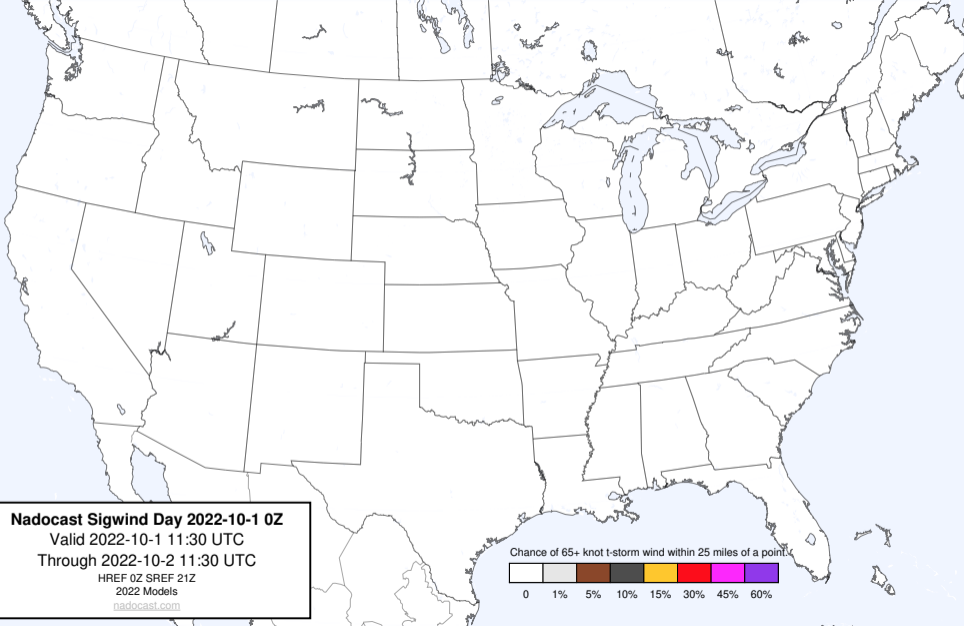 Nadocast Sigwind Day 2022-10-1 0Z
Valid 2022-10-1 11:30 UTC
Through 2022-10-2 11:30 UTC
HREF 0Z SREF 21Z
2022 Models
nadocast.com
Chance of 65+ knot t-storm wind within 25 miles of a point.
0 1% 5% 10% 15% 30% 45% 60%